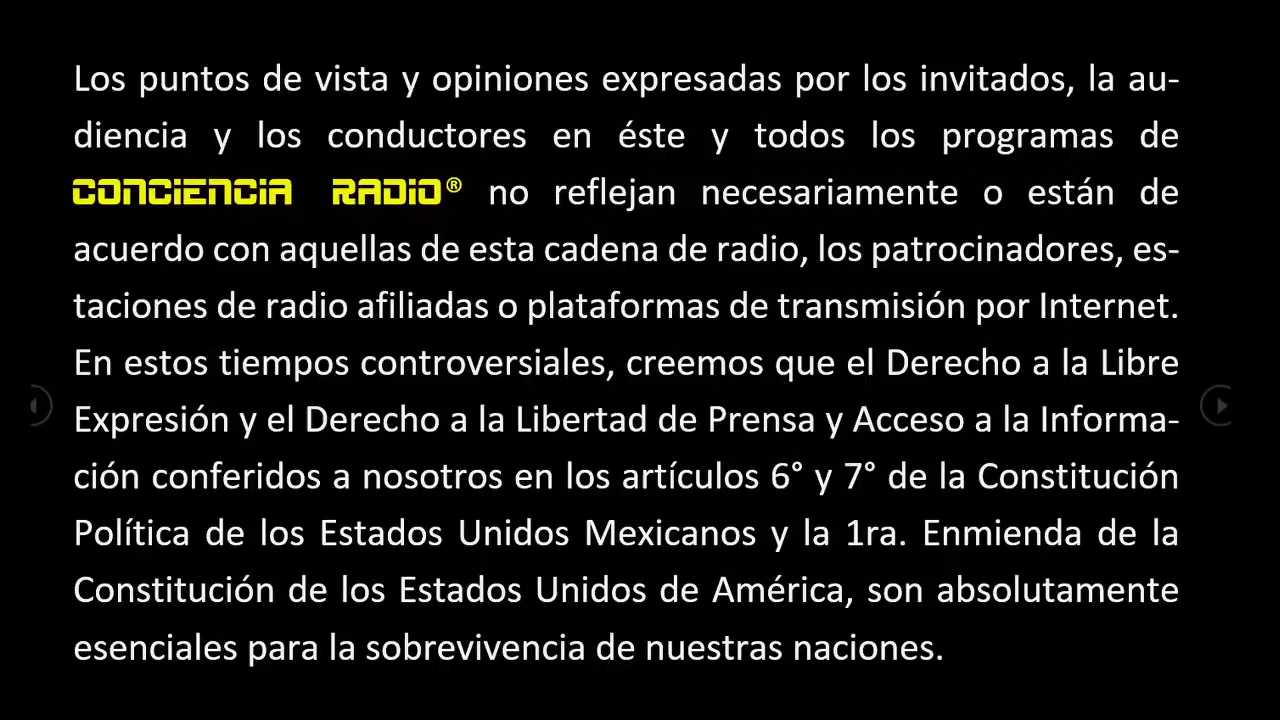 Los puntos de vista y opiniones expresadas por los invitados, la au-
diencia y los conductores en éste y todos los programas de
CONCIENCIA RADIO® no reflejan necesariamente o están de
acuerdo con aquellas de esta cadena de radio, los patrocinadores, es-
taciones de radio afiliadas o plataformas de transmisión por Internet.
En estos tiempos controversiales, creemos que el Derecho a la Libre
Expresión y el Derecho a la Libertad de Prensa y Acceso a la Informa-
ción conferidos a nosotros en los artículos 6° y 7° de la Constitución
Política de los Estados Unidos Mexicanos y la 1ra. Enmienda de la
Constitución de los Estados Unidos de América, son absolutamente
esenciales para la sobrevivencia de nuestras naciones.